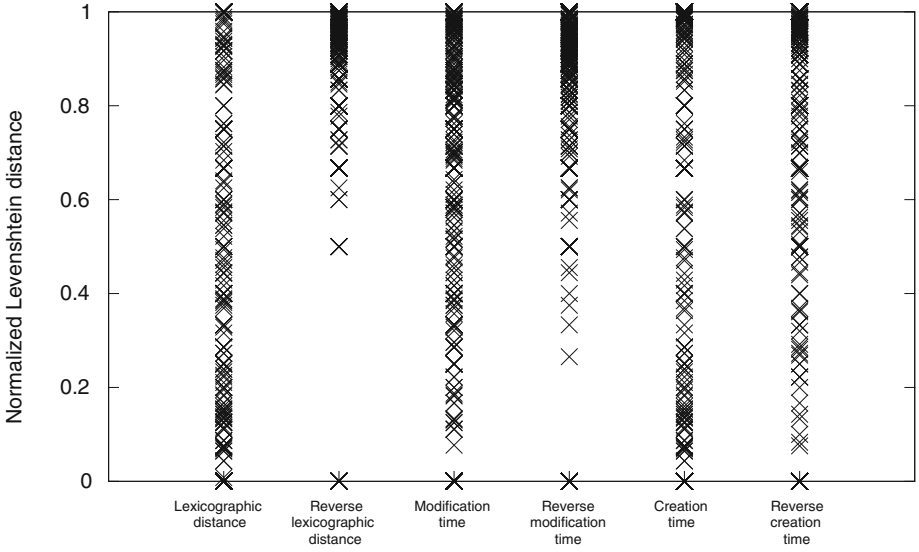 Normalized Levenshtein distance
1
0.8
0.6
0.4
0.2
0
Lexicographic
distance
Reverse
lexicographic
distance
Modification
time
Reverse
modification
time
Creation
time
Reverse
creation
time